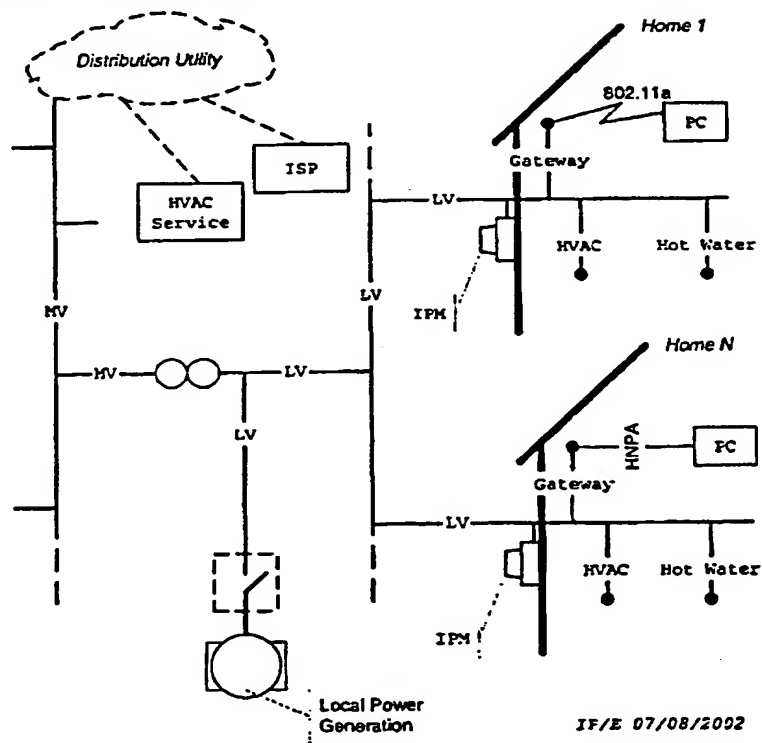 Distribution Utility
ISP
HVAC
Service
MV
MV
LV
LV
LV
Local Power
Generation
Home 1
802.11a
PC
Gateway
LV
HVAC
Hot Water
IPM
Home N
HNPA
PC
Gateway
LV
HVAC
Hot Water
IPM
IF/E 07/08/2002